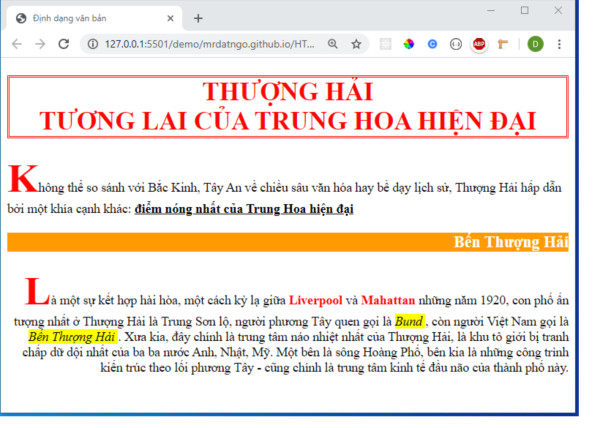 Định dạng văn bản
127.0.0.1:5501/demo/mrdatngo.github.io/HT...
ABP
D
THƯỢNG HẢI
TƯƠNG LAI CỦA TRUNG HOA HIỆN ĐẠI
Không thể so sánh với Bắc Kinh, Tây An về chiều sâu văn hóa hay bề dạy lịch sử, Thượng Hải hấp dẫn
bởi một khia cạnh khác: điểm nóng nhất của Trung Hoa hiện đại
Bến Thượng Hải
Là một sự kết hợp hài hòa, một cách kỳ lạ giữa Liverpool và Mahattan những năm 1920, con phố ấn
tượng nhất ở Thượng Hải là Trung Sơn lộ, người phương Tây quen gọi là Bund , còn người Việt Nam gọi là
Bến Thượng Hải . Xưa kia, đây chinh là trung tâm náo nhiệt nhất của Thượng Hải, là khu tô giới bị tranh
chấp dữ dội nhất của ba ba nước Anh, Nhật, Mỹ. Một bên là sông Hoàng Phố, bên kia là những công trình
kiến trúc theo lối phương Tây - cũng chính là trung tâm kinh tế đầu não của thành phố này.